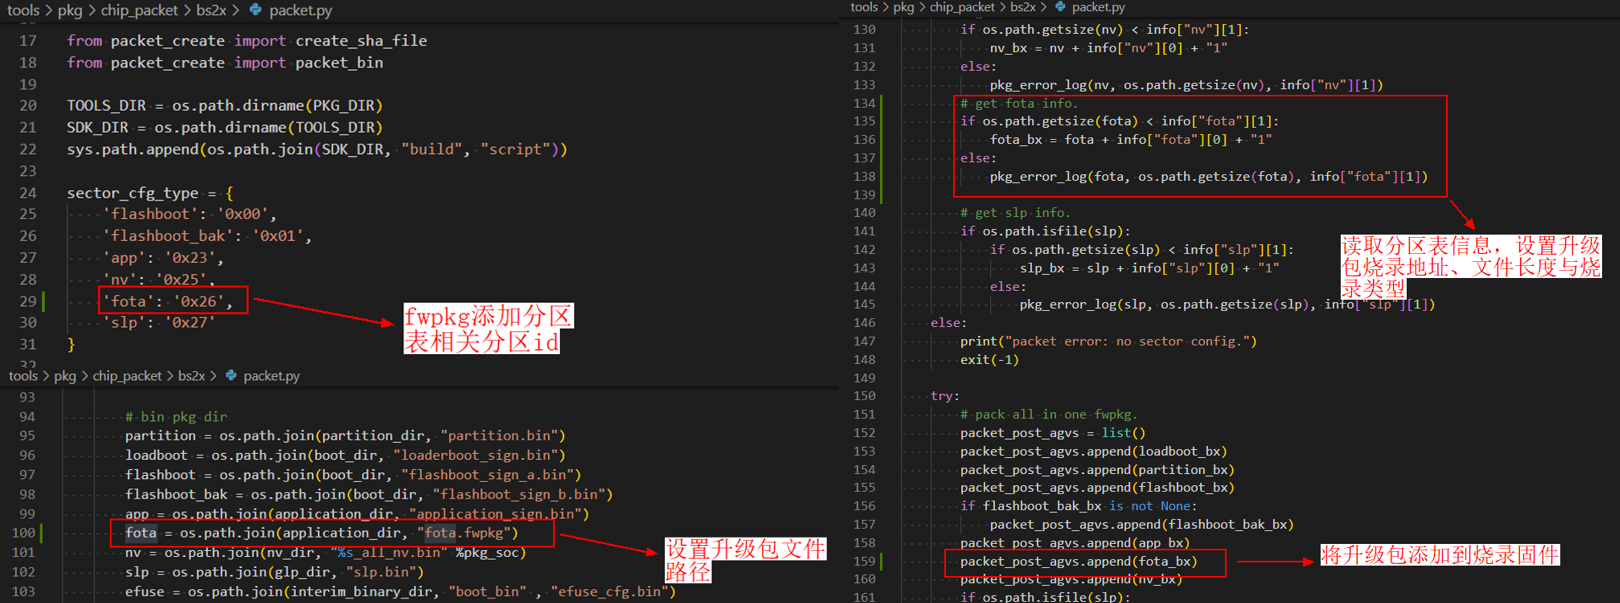 tools > pkg > chip_packet > bs2x > packet.py
17 from packet_create import create_sha_file
18 from packet_create import packet_bin
19
20 TOOLS_DIR = os.path.dirname(PKG_DIR)
21 SDK_DIR = os.path.dirname(TOOLS_DIR)
22 sys.path.append(os.path.join(SDK_DIR, "build", "script"))
23
24 sector_cfg_type = {
25 'flashboot': '0x00',
26 'flashboot_bak': '0x01',
27 'app': '0x23',
28 'nv': '0x25',
29 'fota': '0x26',
30 'slp': '0x27'
31 }
32
fwpkg添加分区
表相关分区id
tools > pkg > chip_packet > bs2x > packet.py
93
94 # bin pkg dir
95 partition = os.path.join(partition_dir, "partition.bin")
96 loadboot = os.path.join(boot_dir, "loaderboot_sign.bin")
97 flashboot = os.path.join(boot_dir, "flashboot_sign_a.bin")
98 flashboot_bak = os.path.join(boot_dir, "flashboot_sign_b.bin")
99 app = os.path.join(application_dir, "application_sign.bin")
100 fota = os.path.join(application_dir, "fota.fwpkg")
101 nv = os.path.join(nv_dir, "%s_all_nv.bin" %pkg_soc)
102 slp = os.path.join(glp_dir, "slp.bin")
103 efuse = os.path.join(interim_binary_dir, "boot_bin" , "efuse_cfg.bin")
设置升级包文件
路径
tools > pkg > chip_packet > bs2x > packet.py
130 if os.path.getsize(nv) < info["nv"][1]:
131 nv_bx = nv + info["nv"][0] + "1"
132 else:
133 pkg_error_log(nv, os.path.getsize(nv), info["nv"][1])
134 # get fota info.
135 if os.path.getsize(fota) < info["fota"][1]:
136 fota_bx = fota + info["fota"][0] + "1"
137 else:
138 pkg_error_log(fota, os.path.getsize(fota), info["fota"][1])
139
140 # get slp info.
141 if os.path.isfile(slp):
142 if os.path.getsize(slp) < info["slp"][1]:
143 slp_bx = slp + info["slp"][0] + "1"
144 else:
145 pkg_error_log(slp, os.path.getsize(slp), info["slp"][1])
146 else:
147 print("packet error: no sector config.")
148 exit(-1)
149
150 try:
151 # pack all in one fwpkg.
152 packet_post_agvs = list()
153 packet_post_agvs.append(loadboot_bx)
154 packet_post_agvs.append(partition_bx)
155 packet_post_agvs.append(flashboot_bx)
156 if flashboot_bak_bx is not None:
157 packet_post_agvs.append(flashboot_bak_bx)
158 packet_post_agvs.append(app_bx)
159 packet_post_agvs.append(fota_bx)
160 packet_post_agvs.append(nv_bx)
161 if os.path.isfile(slp):
读取分区表信息，设置升级
包烧录地址、文件长度与烧
录类型
将升级包添加到烧录固件